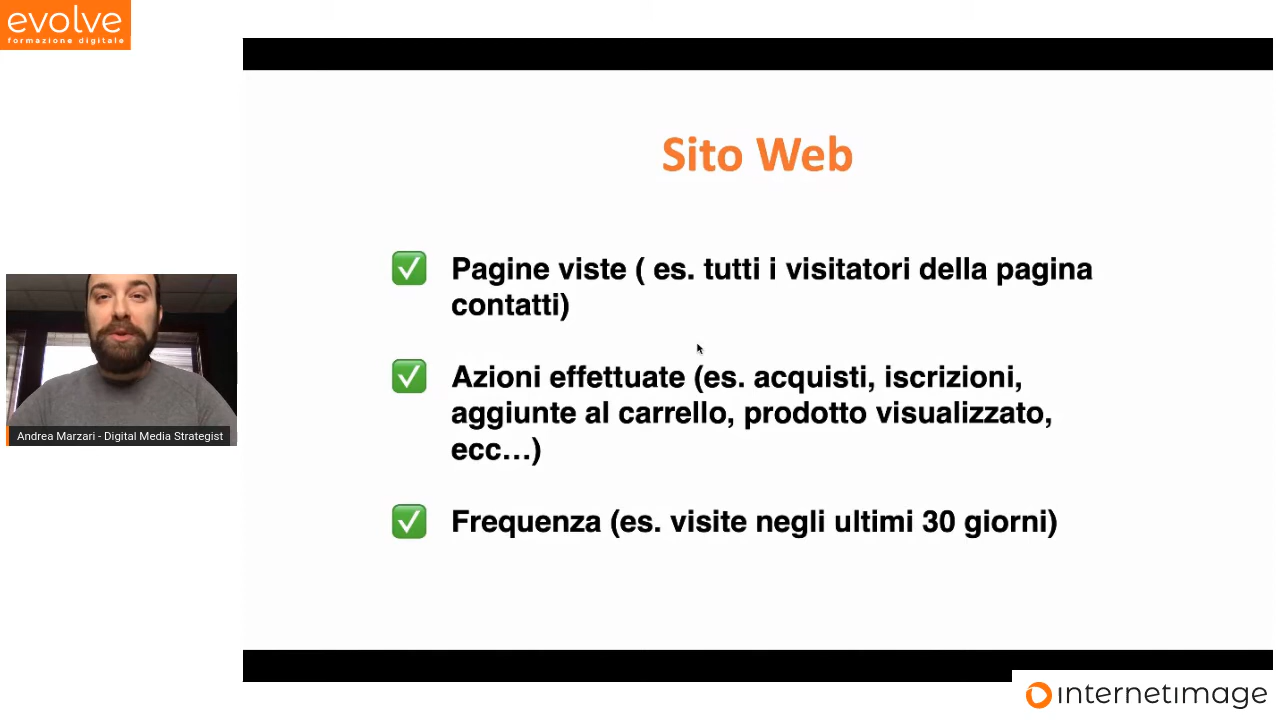 evolve
formazione digitale
Sito Web
Pagine viste ( es. tutti i visitatori della pagina
contatti)
Azioni effettuate (es. acquisti, iscrizioni,
aggiunte al carrello, prodotto visualizzato,
ecc...)
Frequenza (es. visite negli ultimi 30 giorni)
Andrea Marzari - Digital Media Strategist
internetimage